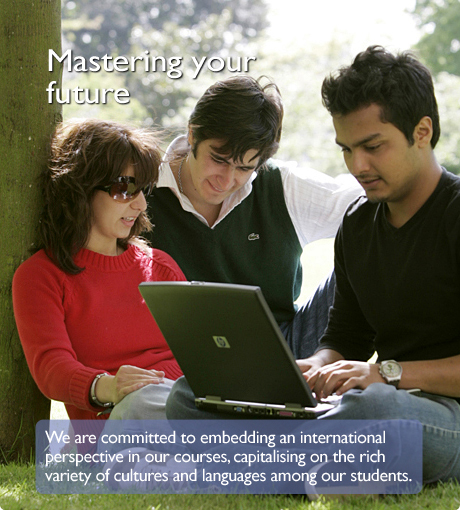 Mastering your
future
hp
We are committed to embedding an international
perspective in our courses, capitalising on the rich
variety of cultures and languages among our students.